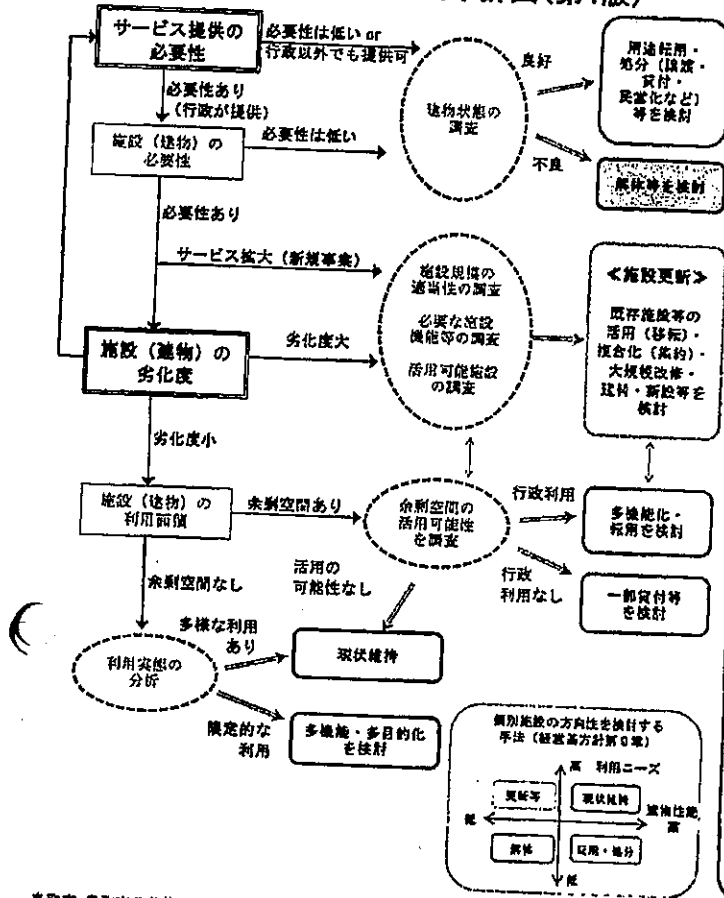 サービス提供の
必要性
必要性は低い or
行政以外でも提供可
建物状態の
調査
良好
用途転用・
処分(譲渡・
貸付・
民営化など)
等を検討
必要性あり
(行政が提供)
施設(建物)の
必要性
必要性は低い
不良
解体等を検討
必要性あり
サービス拡大(新規事業)
施設規模の
適当性の調査
必要な施設
機能等の調査
活用可能施設
の調査
≪施設更新≫
既存施設等の
活用(移転)・
複合化(集約)・
大規模改修・
建替・新設等を
検討
施設(建物)の
劣化度
劣化度大
劣化度小
施設(建物)の
利用価値
余剰空間あり
余剰空間の
活用可能性
を調査
行政利用
多機能化・
転用を検討
余剰空間なし
活用の
可能性なし
行政
利用なし
一部貸付等
を検討
利用実態の
分析
多様な利用
あり
現状維持
限定的な
利用
多機能・多目的化
を検討
個別施設の方向性を検討する
高 利用ニーズ
更新等
現状維持
低
建物性能
高
解体
・処分
低